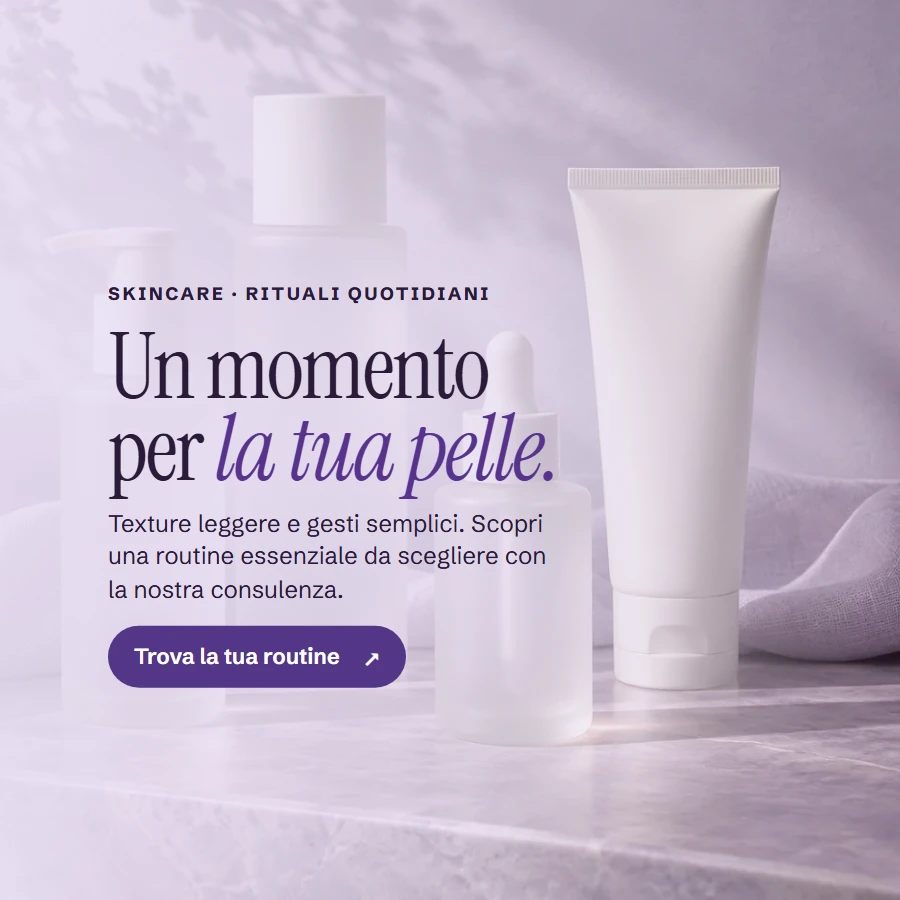 SKINCARE · RITUALI QUOTIDIANI
Un momento
per la tua pelle.
Texture leggere e gesti semplici. Scopri
una routine essenziale da scegliere con
la nostra consulenza.
Trova la tua routine ↗